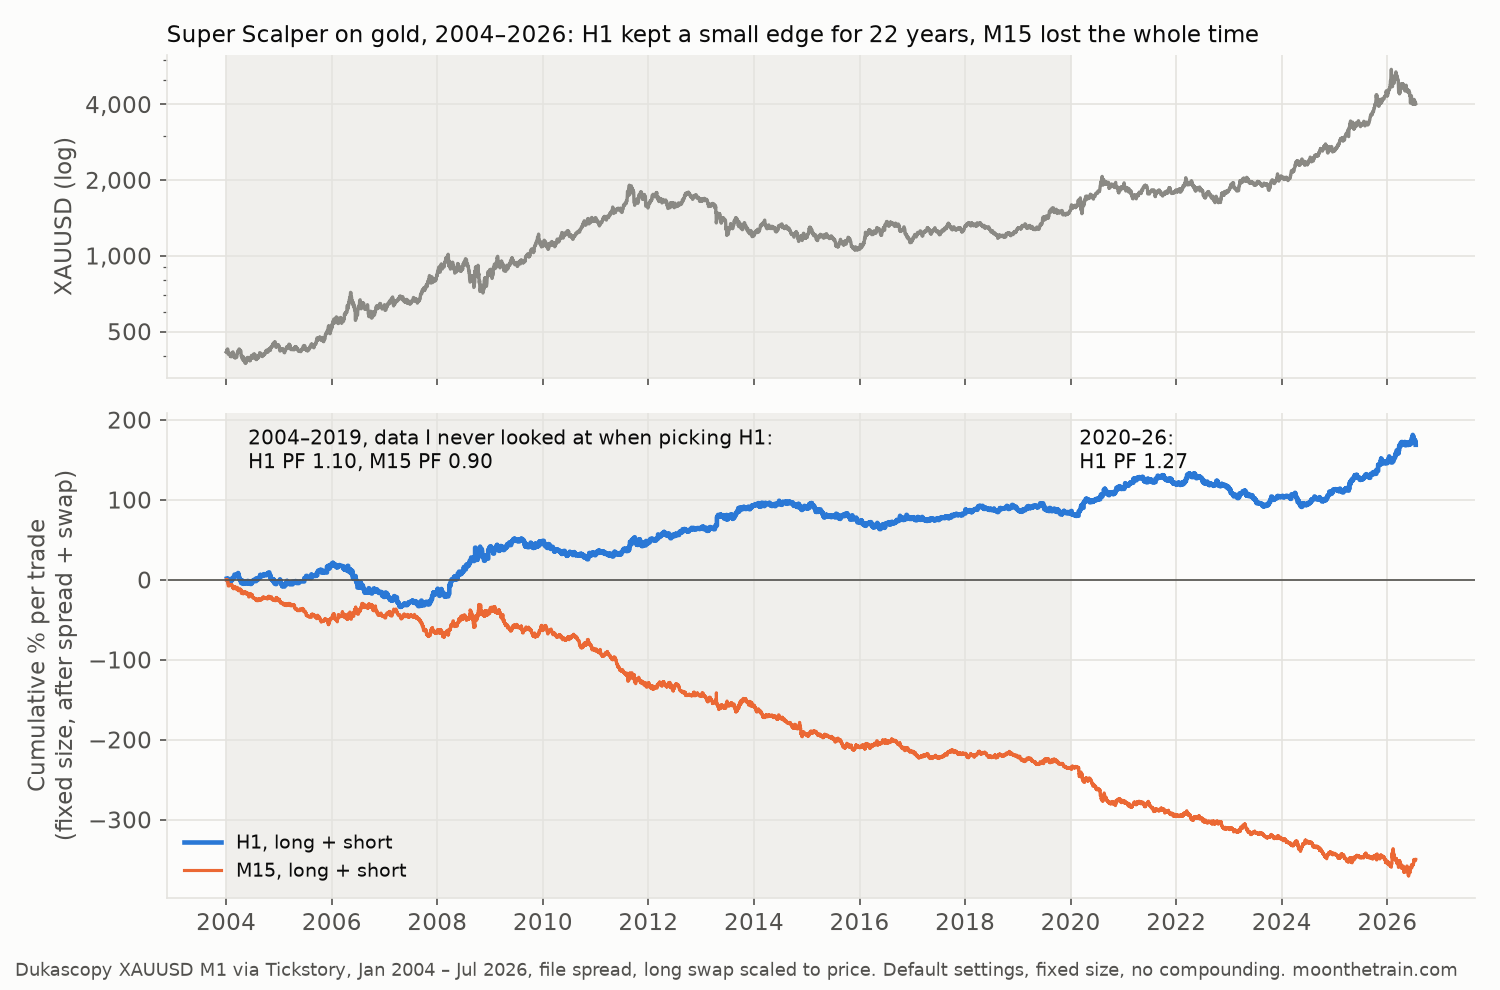 Super Scalper on gold, 2004–2026: H1 kept a small edge for 22 years, M15 lost the whole time
XAUUSD (log)
4,000
2,000
1,000
500
Cumulative % per trade
(fixed size, after spread + swap)
200
100
0
−100
−200
−300
2004–2019, data I never looked at when picking H1:
H1 PF 1.10, M15 PF 0.90
2020–26:
H1 PF 1.27
H1, long + short
M15, long + short
2004 2006 2008 2010 2012 2014 2016 2018 2020 2022 2024 2026
Dukascopy XAUUSD M1 via Tickstory, Jan 2004 – Jul 2026, file spread, long swap scaled to price. Default settings, fixed size, no compounding. moonthetrain.com